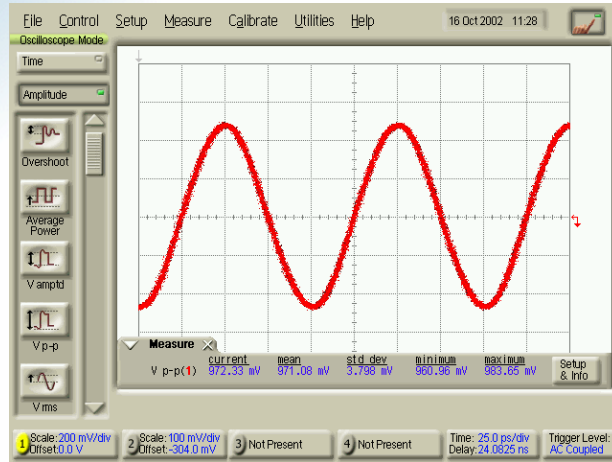 File Control Setup Measure Calibrate Utilities Help 16 Oct 2002 11:28
Oscilloscope Mode
Time
Amplitude
Overshoot
Average
Power
V amptd
V p-p
V rms
Measure
current mean std dev minimum maximum
V p-p(1) 972.33 mV 971.08 mV 3.798 mV 960.96 mV 983.65 mV
Setup
& Info
1 Scale: 200 mV/div
Offset: 0.0 V
2 Scale: 100 mV/div
Offset: -304.0 mV
3 Not Present
4 Not Present
Time: 25.0 ps/div
Delay: 24.0825 ns
Trigger Level:
AC Coupled